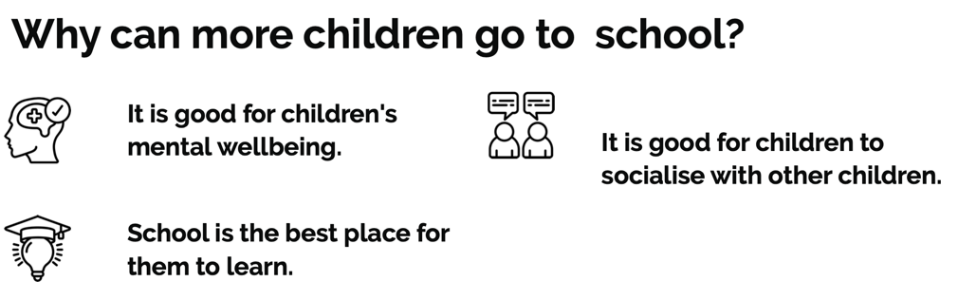 Why can more children go to school?
It is good for children's
mental wellbeing.
It is good for children to
socialise with other children.
School is the best place for
them to learn.